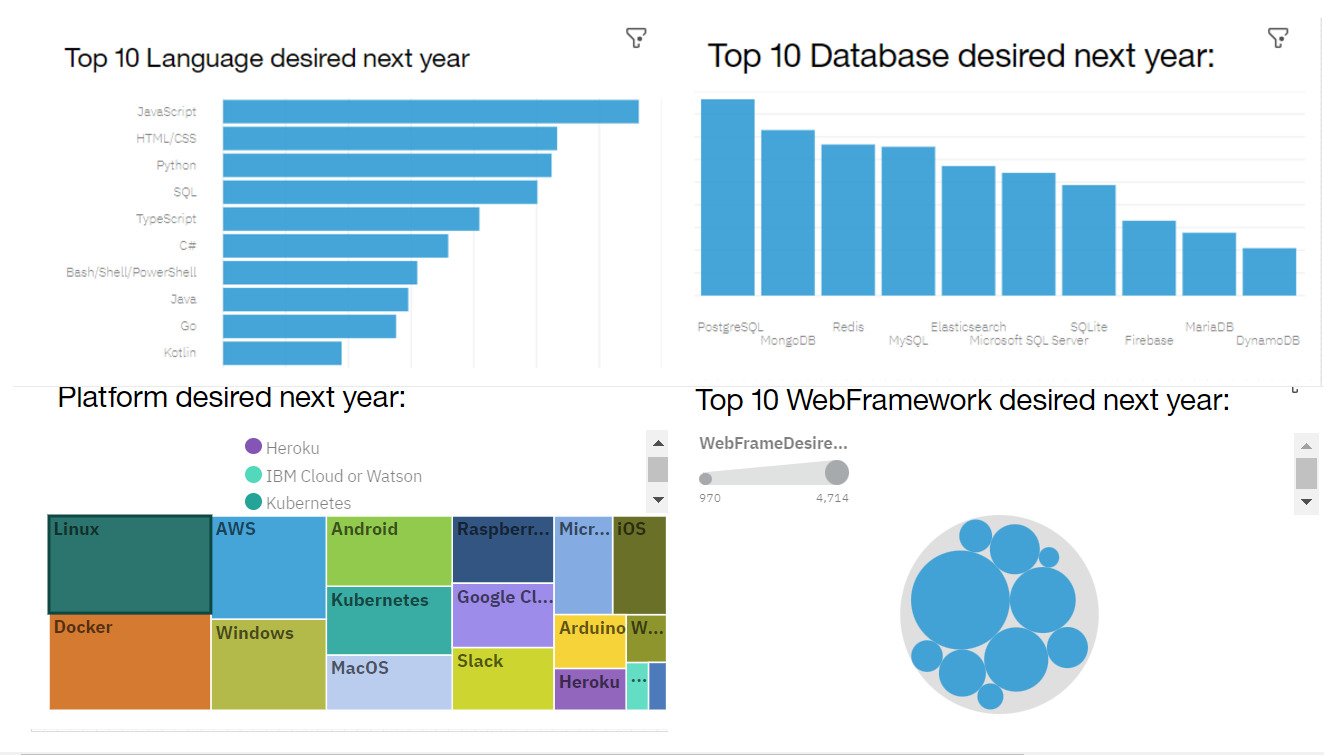 Top 10 Language desired next year
JavaScript
HTML/CSS
Python
SQL
TypeScript
C#
Bash/Shell/PowerShell
Java
Go
Kotlin
Top 10 Database desired next year:
PostgreSQL
MongoDB
Redis
MySQL
Elasticsearch
Microsoft SQL Server
SQLite
Firebase
MariaDB
DynamoDB
Platform desired next year:
Heroku
IBM Cloud or Watson
Kubernetes
Linux
AWS
Android
Raspberr...
Micr...
iOS
Kubernetes
Google Cl...
Docker
Windows
Arduino
W...
MacOS
Slack
Heroku
...
Top 10 WebFramework desired next year:
WebFrameDesire...
970 4,714